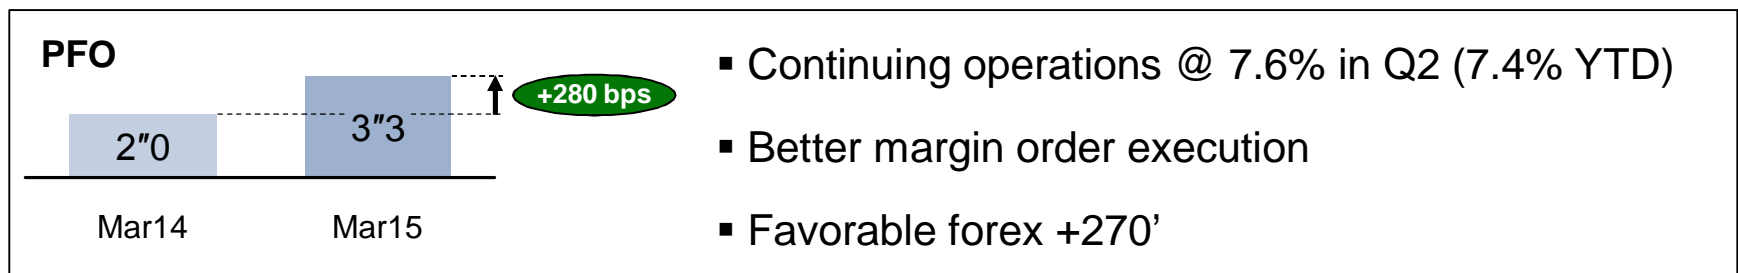 PFO
+280 bps
2"0
3"3
Mar14
Mar15
▪ Continuing operations @ 7.6% in Q2 (7.4% YTD)
▪ Better margin order execution
▪ Favorable forex +270’